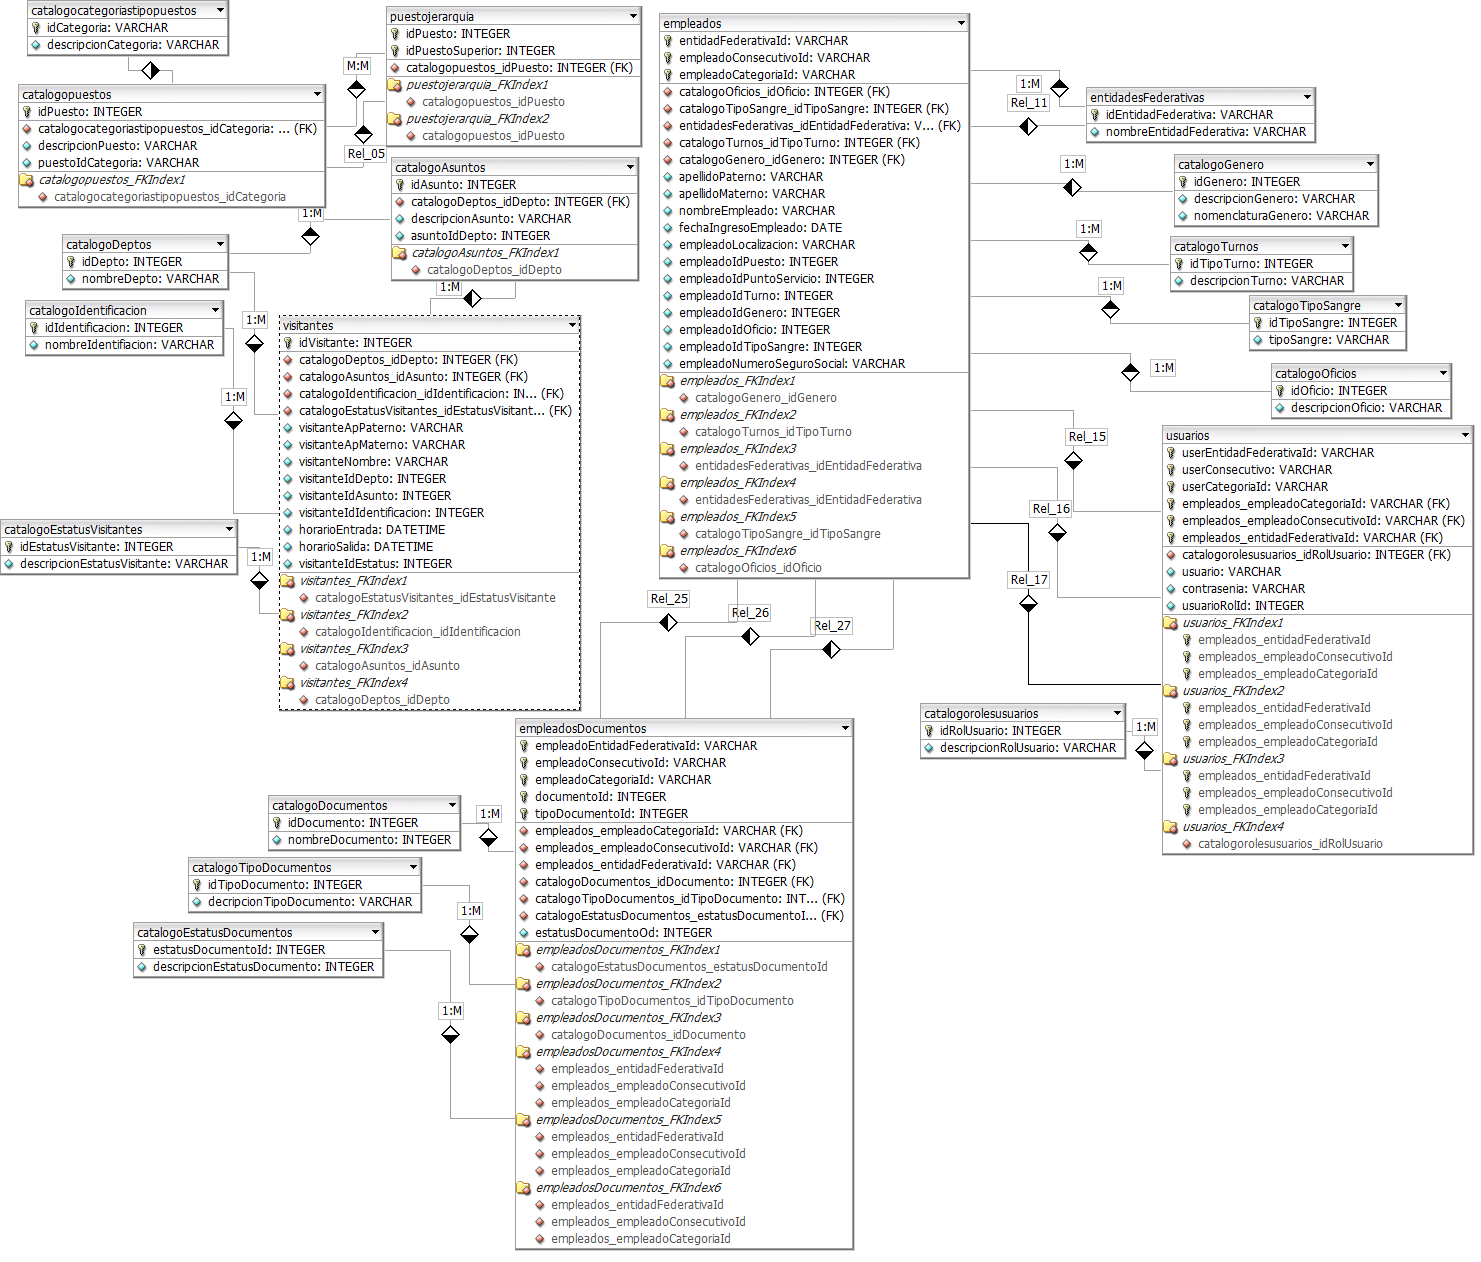 catalogocategoriastipopuestos
idCategoria: VARCHAR
descripcionCategoria: VARCHAR
catalogopuestos
idPuesto: INTEGER
catalogocategoriastipopuestos_idCategoria: ... (FK)
descripcionPuesto: VARCHAR
puestoIdCategoria: VARCHAR
catalogopuestos_FKIndex1
catalogocategoriastipopuestos_idCategoria
puestojerarquia
idPuesto: INTEGER
idPuestoSuperior: INTEGER
catalogopuestos_idPuesto: INTEGER (FK)
puestojerarquia_FKIndex1
catalogopuestos_idPuesto
puestojerarquia_FKIndex2
catalogopuestos_idPuesto
M:M
Rel_05
catalogoAsuntos
idAsunto: INTEGER
catalogoDeptos_idDepto: INTEGER (FK)
descripcionAsunto: VARCHAR
asuntoIdDepto: INTEGER
catalogoAsuntos_FKIndex1
catalogoDeptos_idDepto
1:M
catalogoDeptos
idDepto: INTEGER
nombreDepto: VARCHAR
1:M
catalogoIdentificacion
idIdentificacion: INTEGER
nombreIdentifiacion: VARCHAR
1:M
1:M
visitantes
idVisitante: INTEGER
catalogoDeptos_idDepto: INTEGER (FK)
catalogoAsuntos_idAsunto: INTEGER (FK)
catalogoIdentificacion_idIdentificacion: IN... (FK)
catalogoEstatusVisitantes_idEstatusVisitant... (FK)
visitanteApPaterno: VARCHAR
visitanteApMaterno: VARCHAR
visitanteNombre: VARCHAR
visitanteIdDepto: INTEGER
visitanteIdAsunto: INTEGER
visitanteIdIdentificacion: INTEGER
horarioEntrada: DATETIME
horarioSalida: DATETIME
visitanteIdEstatus: INTEGER
visitantes_FKIndex1
catalogoEstatusVisitantes_idEstatusVisitante
visitantes_FKIndex2
catalogoIdentificacion_idIdentificacion
visitantes_FKIndex3
catalogoAsuntos_idAsunto
visitantes_FKIndex4
catalogoDeptos_idDepto
catalogoEstatusVisitantes
idEstatusVisitante: INTEGER
descripcionEstatusVisitante: VARCHAR
1:M
empleados
entidadFederativaId: VARCHAR
empleadoConsecutivoId: VARCHAR
empleadoCategoriaId: VARCHAR
catalogoOficios_idOficio: INTEGER (FK)
catalogoTipoSangre_idTipoSangre: INTEGER (FK)
entidadesFederativas_idEntidadFederativa: V... (FK)
catalogoTurnos_idTipoTurno: INTEGER (FK)
catalogoGenero_idGenero: INTEGER (FK)
apellidoPaterno: VARCHAR
apellidoMaterno: VARCHAR
nombreEmpleado: VARCHAR
fechaIngresoEmpleado: DATE
empleadoLocalizacion: VARCHAR
empleadoIdPuesto: INTEGER
empleadoIdPuntoServicio: INTEGER
empleadoIdTurno: INTEGER
empleadoIdGenero: INTEGER
empleadoIdOficio: INTEGER
empleadoIdTipoSangre: INTEGER
empleadoNumeroSeguroSocial: VARCHAR
empleados_FKIndex1
catalogoGenero_idGenero
empleados_FKIndex2
catalogoTurnos_idTipoTurno
empleados_FKIndex3
entidadesFederativas_idEntidadFederativa
empleados_FKIndex4
entidadesFederativas_idEntidadFederativa
empleados_FKIndex5
catalogoTipoSangre_idTipoSangre
empleados_FKIndex6
catalogoOficios_idOficio
1:M
Rel_11
entidadesFederativas
idEntidadFederativa: VARCHAR
nombreEntidadFederativa: VARCHAR
1:M
catalogoGenero
idGenero: INTEGER
descripcionGenero: VARCHAR
nomenclaturaGenero: VARCHAR
1:M
catalogoTurnos
idTipoTurno: INTEGER
descripcionTurno: VARCHAR
1:M
catalogoTipoSangre
idTipoSangre: INTEGER
tipoSangre: VARCHAR
1:M
catalogoOficios
idOficio: INTEGER
descripcionOficio: VARCHAR
Rel_15
Rel_16
Rel_17
usuarios
userEntidadFederativaId: VARCHAR
userConsecutivo: VARCHAR
userCategoriaId: VARCHAR
empleados_empleadoCategoriaId: VARCHAR (FK)
empleados_empleadoConsecutivoId: VARCHAR (FK)
empleados_entidadFederativaId: VARCHAR (FK)
catalogorolesusuarios_idRolUsuario: INTEGER (FK)
usuario: VARCHAR
contrasenia: VARCHAR
usuarioRolId: INTEGER
usuarios_FKIndex1
empleados_entidadFederativaId
empleados_empleadoConsecutivoId
empleados_empleadoCategoriaId
usuarios_FKIndex2
empleados_entidadFederativaId
empleados_empleadoConsecutivoId
empleados_empleadoCategoriaId
usuarios_FKIndex3
empleados_entidadFederativaId
empleados_empleadoConsecutivoId
empleados_empleadoCategoriaId
usuarios_FKIndex4
catalogorolesusuarios_idRolUsuario
catalogorolesusuarios
idRolUsuario: INTEGER
descripcionRolUsuario: VARCHAR
1:M
Rel_25
Rel_26
Rel_27
empleadosDocumentos
empleadoEntidadFederativaId: VARCHAR
empleadoConsecutivoId: VARCHAR
empleadoCategoriaId: VARCHAR
documentoId: INTEGER
tipoDocumentoId: INTEGER
empleados_empleadoCategoriaId: VARCHAR (FK)
empleados_empleadoConsecutivoId: VARCHAR (FK)
empleados_entidadFederativaId: VARCHAR (FK)
catalogoDocumentos_idDocumento: INTEGER (FK)
catalogoTipoDocumentos_idTipoDocumento: INT... (FK)
catalogoEstatusDocumentos_estatusDocumentoI... (FK)
estatusDocumentoOd: INTEGER
empleadosDocumentos_FKIndex1
catalogoEstatusDocumentos_estatusDocumentoId
empleadosDocumentos_FKIndex2
catalogoTipoDocumentos_idTipoDocumento
empleadosDocumentos_FKIndex3
catalogoDocumentos_idDocumento
empleadosDocumentos_FKIndex4
empleados_entidadFederativaId
empleados_empleadoConsecutivoId
empleados_empleadoCategoriaId
empleadosDocumentos_FKIndex5
empleados_entidadFederativaId
empleados_empleadoConsecutivoId
empleados_empleadoCategoriaId
empleadosDocumentos_FKIndex6
empleados_entidadFederativaId
empleados_empleadoConsecutivoId
empleados_empleadoCategoriaId
catalogoDocumentos
idDocumento: INTEGER
nombreDocumento: INTEGER
1:M
catalogoTipoDocumentos
idTipoDocumento: INTEGER
decripcionTipoDocumento: VARCHAR
1:M
catalogoEstatusDocumentos
estatusDocumentoId: INTEGER
descripcionEstatusDocumento: INTEGER
1:M